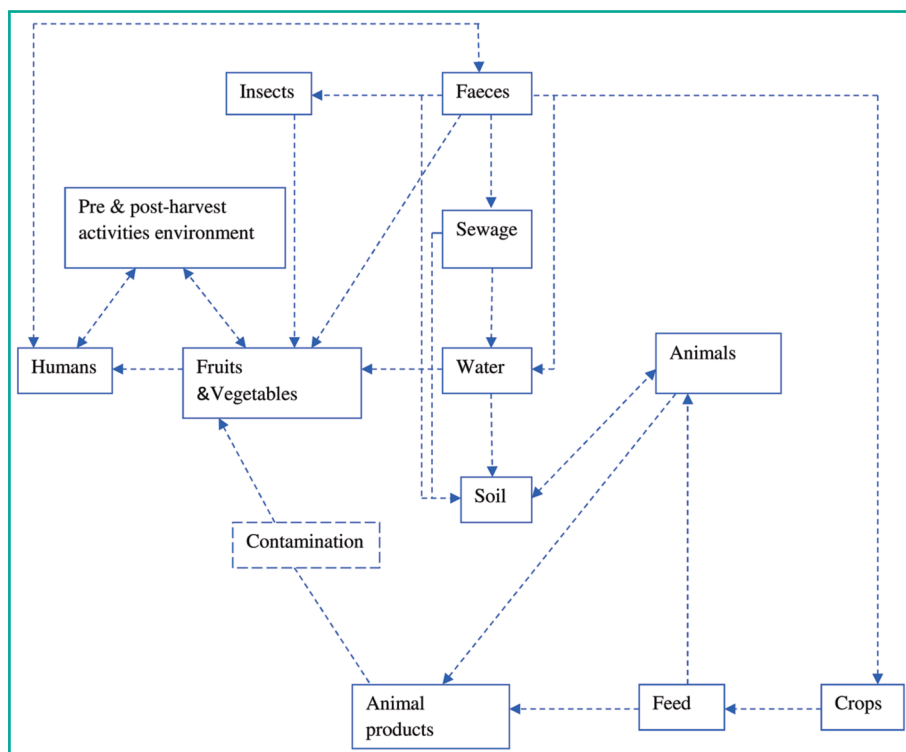 Insects
Faeces
Pre & post-harvest
activities environment
Sewage
Humans
Fruits
&Vegetables
Water
Animals
Soil
Contamination
Animal
products
Feed
Crops